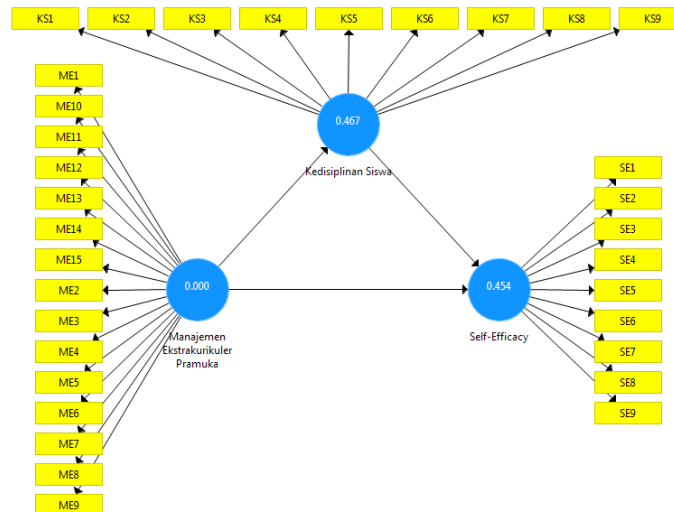 KS1 KS2 KS3 KS4 KS5 KS6 KS7 KS8 KS9
ME1
ME10
ME11
ME12
ME13
ME14
ME15
ME2
ME3
ME4
ME5
ME6
ME7
ME8
ME9
0.467
Kedisiplinan Siswa
0.000
Manajemen
Ekstrakurikuler
Pramuka
0.454
Self-Efficacy
SE1
SE2
SE3
SE4
SE5
SE6
SE7
SE8
SE9